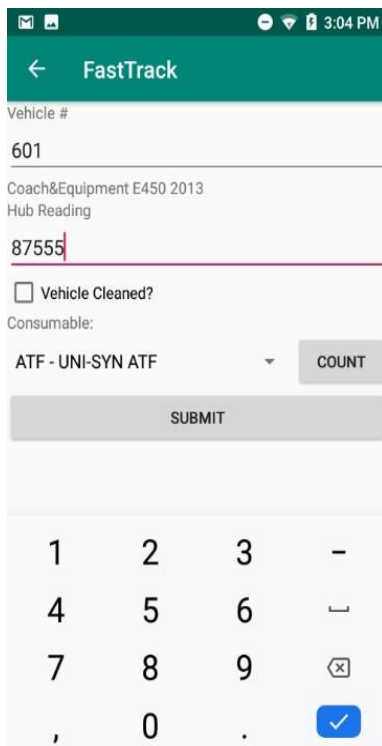 3:04 PM
FastTrack
Vehicle #
601
Coach&Equipment E450 2013
Hub Reading
87555
Vehicle Cleaned?
Consumable:
ATF - UNI-SYN ATF
COUNT
SUBMIT
1 2 3 -
4 5 6
7 8 9
, 0 .